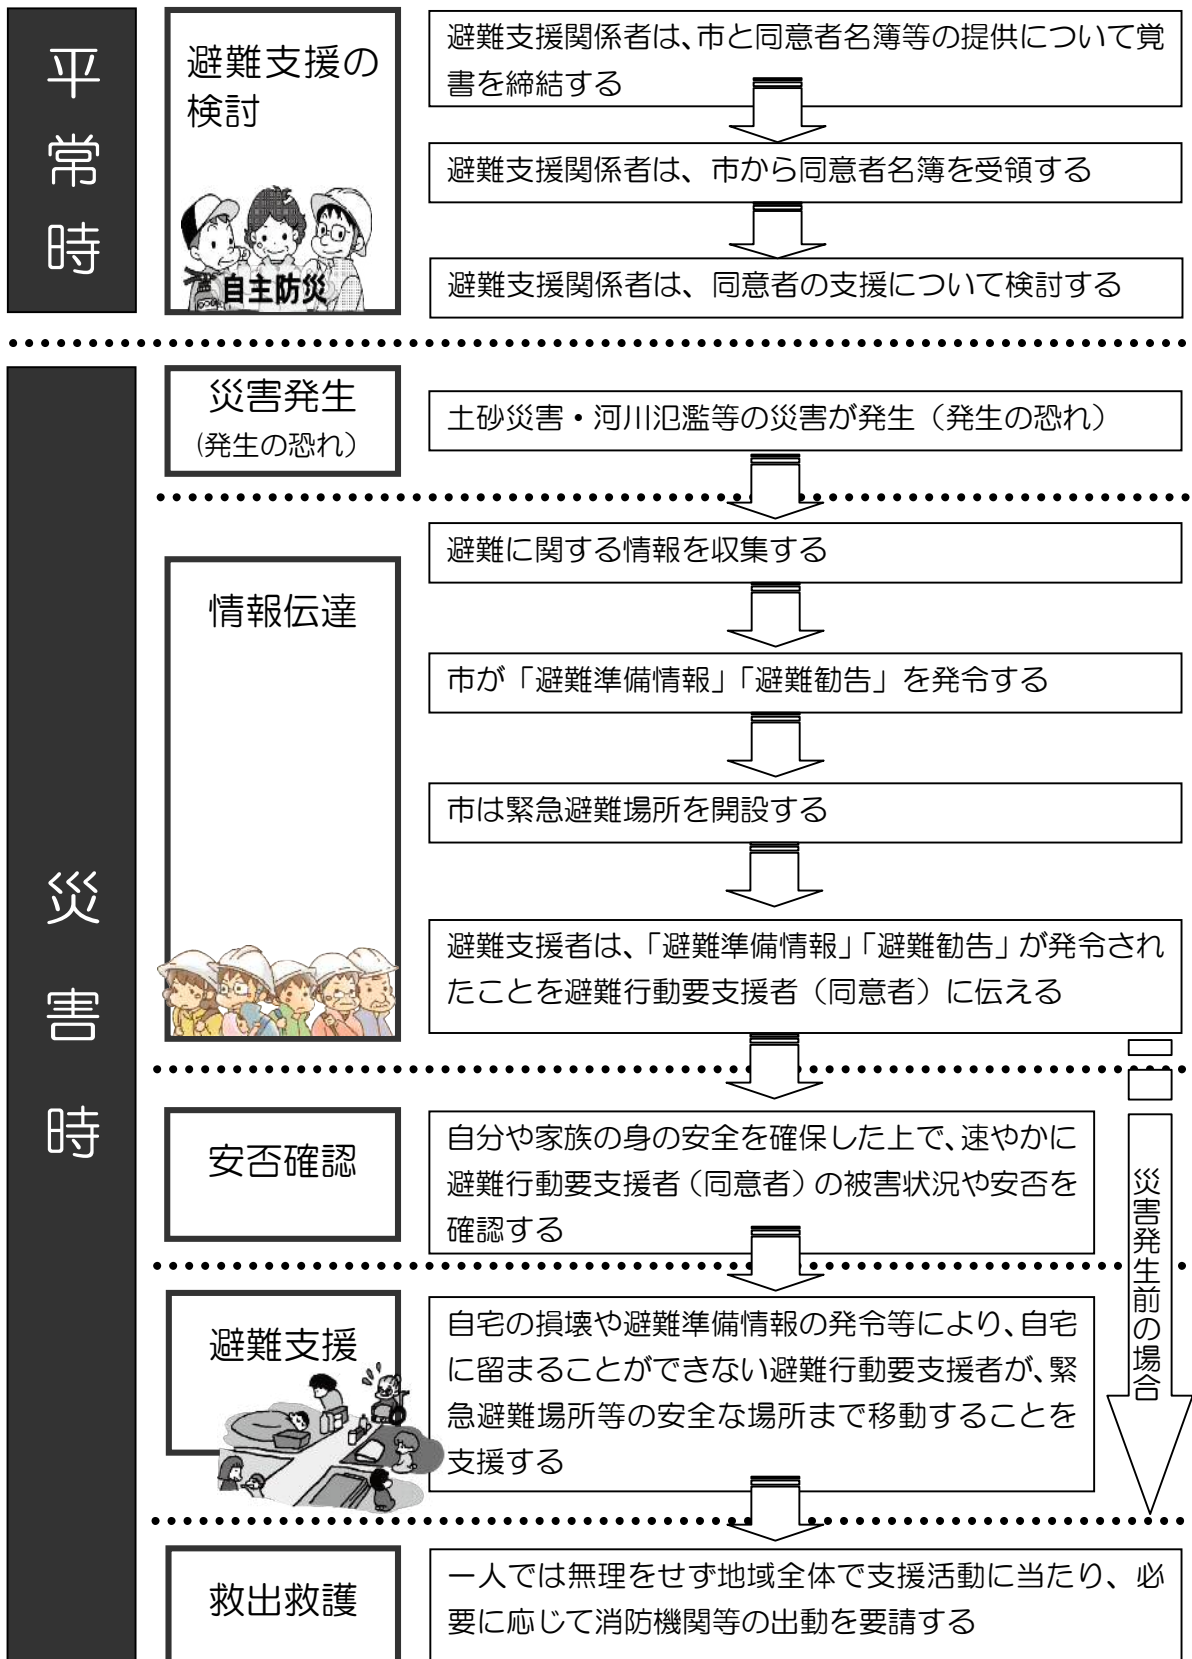 平常時
避難支援の
検討
自主防災
避難支援関係者は、市と同意者名簿等の提供について覚
書を締結する
避難支援関係者は、市から同意者名簿を受領する
避難支援関係者は、同意者の支援について検討する
災害時
災害発生
(発生の恐れ)
土砂災害・河川氾濫等の災害が発生（発生の恐れ）
情報伝達
避難に関する情報を収集する
市が「避難準備情報」「避難勧告」を発令する
市は緊急避難場所を開設する
避難支援者は、「避難準備情報」「避難勧告」が発令され
たことを避難行動要支援者（同意者）に伝える
安否確認
自分や家族の身の安全を確保した上で、速やかに
避難行動要支援者（同意者）の被害状況や安否を
確認する
災害発生前の場合
避難支援
自宅の損壊や避難準備情報の発令等により、自宅
に留まることができない避難行動要支援者が、緊
急避難場所等の安全な場所まで移動することを
支援する
救出救護
一人では無理をせず地域全体で支援活動に当たり、必
要に応じて消防機関等の出動を要請する